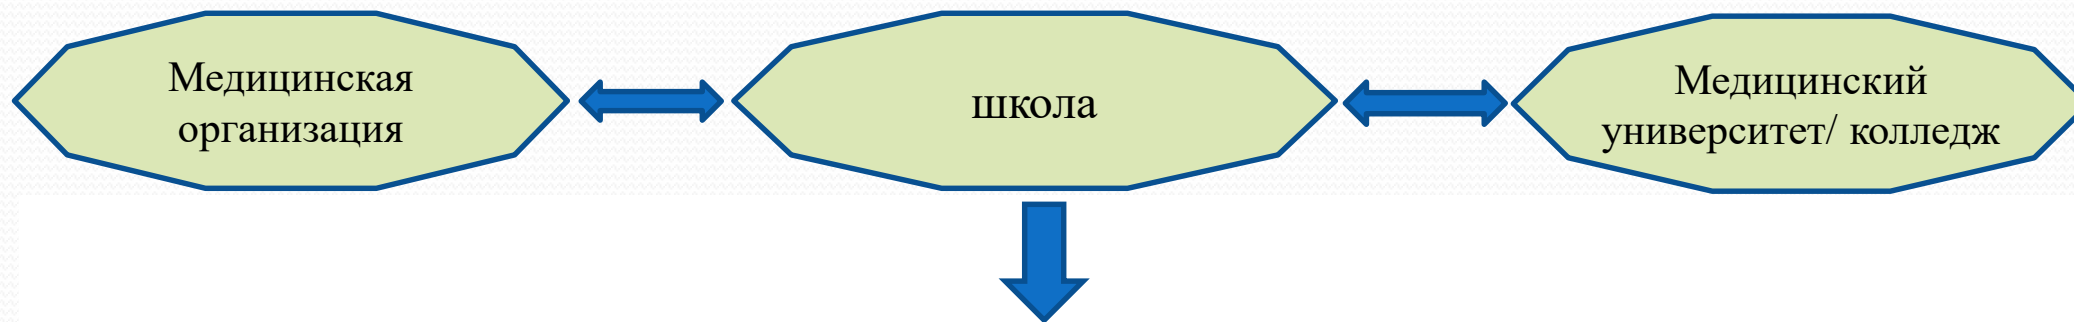 Медицинская
организация
школа
Медицинский
университет/ колледж